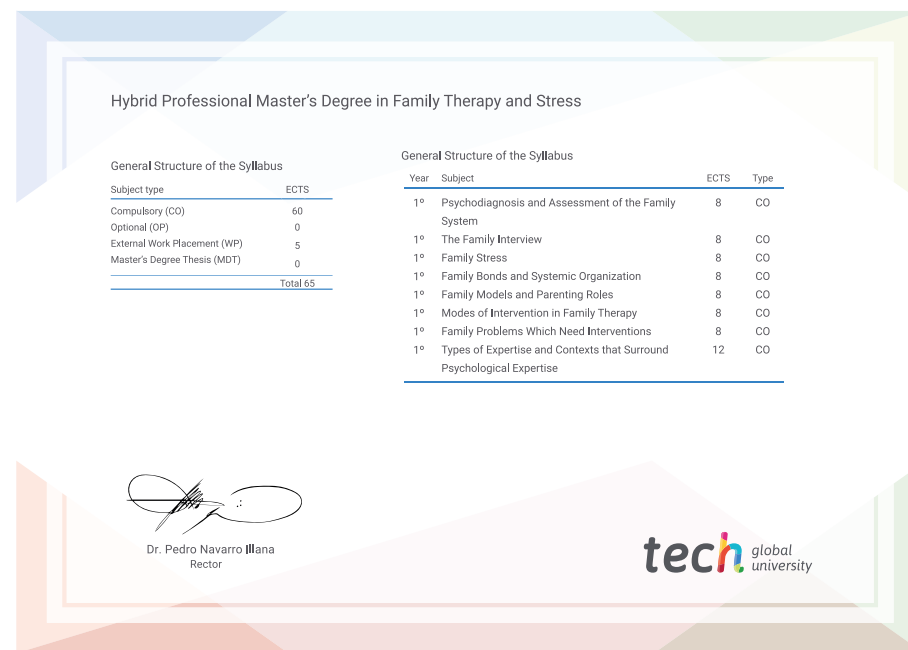 Hybrid Professional Master's Degree in Family Therapy and Stress
General Structure of the Syllabus
Subject type ECTS
Compulsory (CO) 60
Optional (OP) 0
External Work Placement (WP) 5
Master's Degree Thesis (MDT) 0
Total 65
General Structure of the Syllabus
Year Subject ECTS Type
1º Psychodiagnosis and Assessment of the Family 8 CO
System
1º The Family Interview 8 CO
1º Family Stress 8 CO
1º Family Bonds and Systemic Organization 8 CO
1º Family Models and Parenting Roles 8 CO
1º Modes of Intervention in Family Therapy 8 CO
1º Family Problems Which Need Interventions 8 CO
1º Types of Expertise and Contexts that Surround 12 CO
Psychological Expertise
Dr. Pedro Navarro Illana
Rector
tech global
university